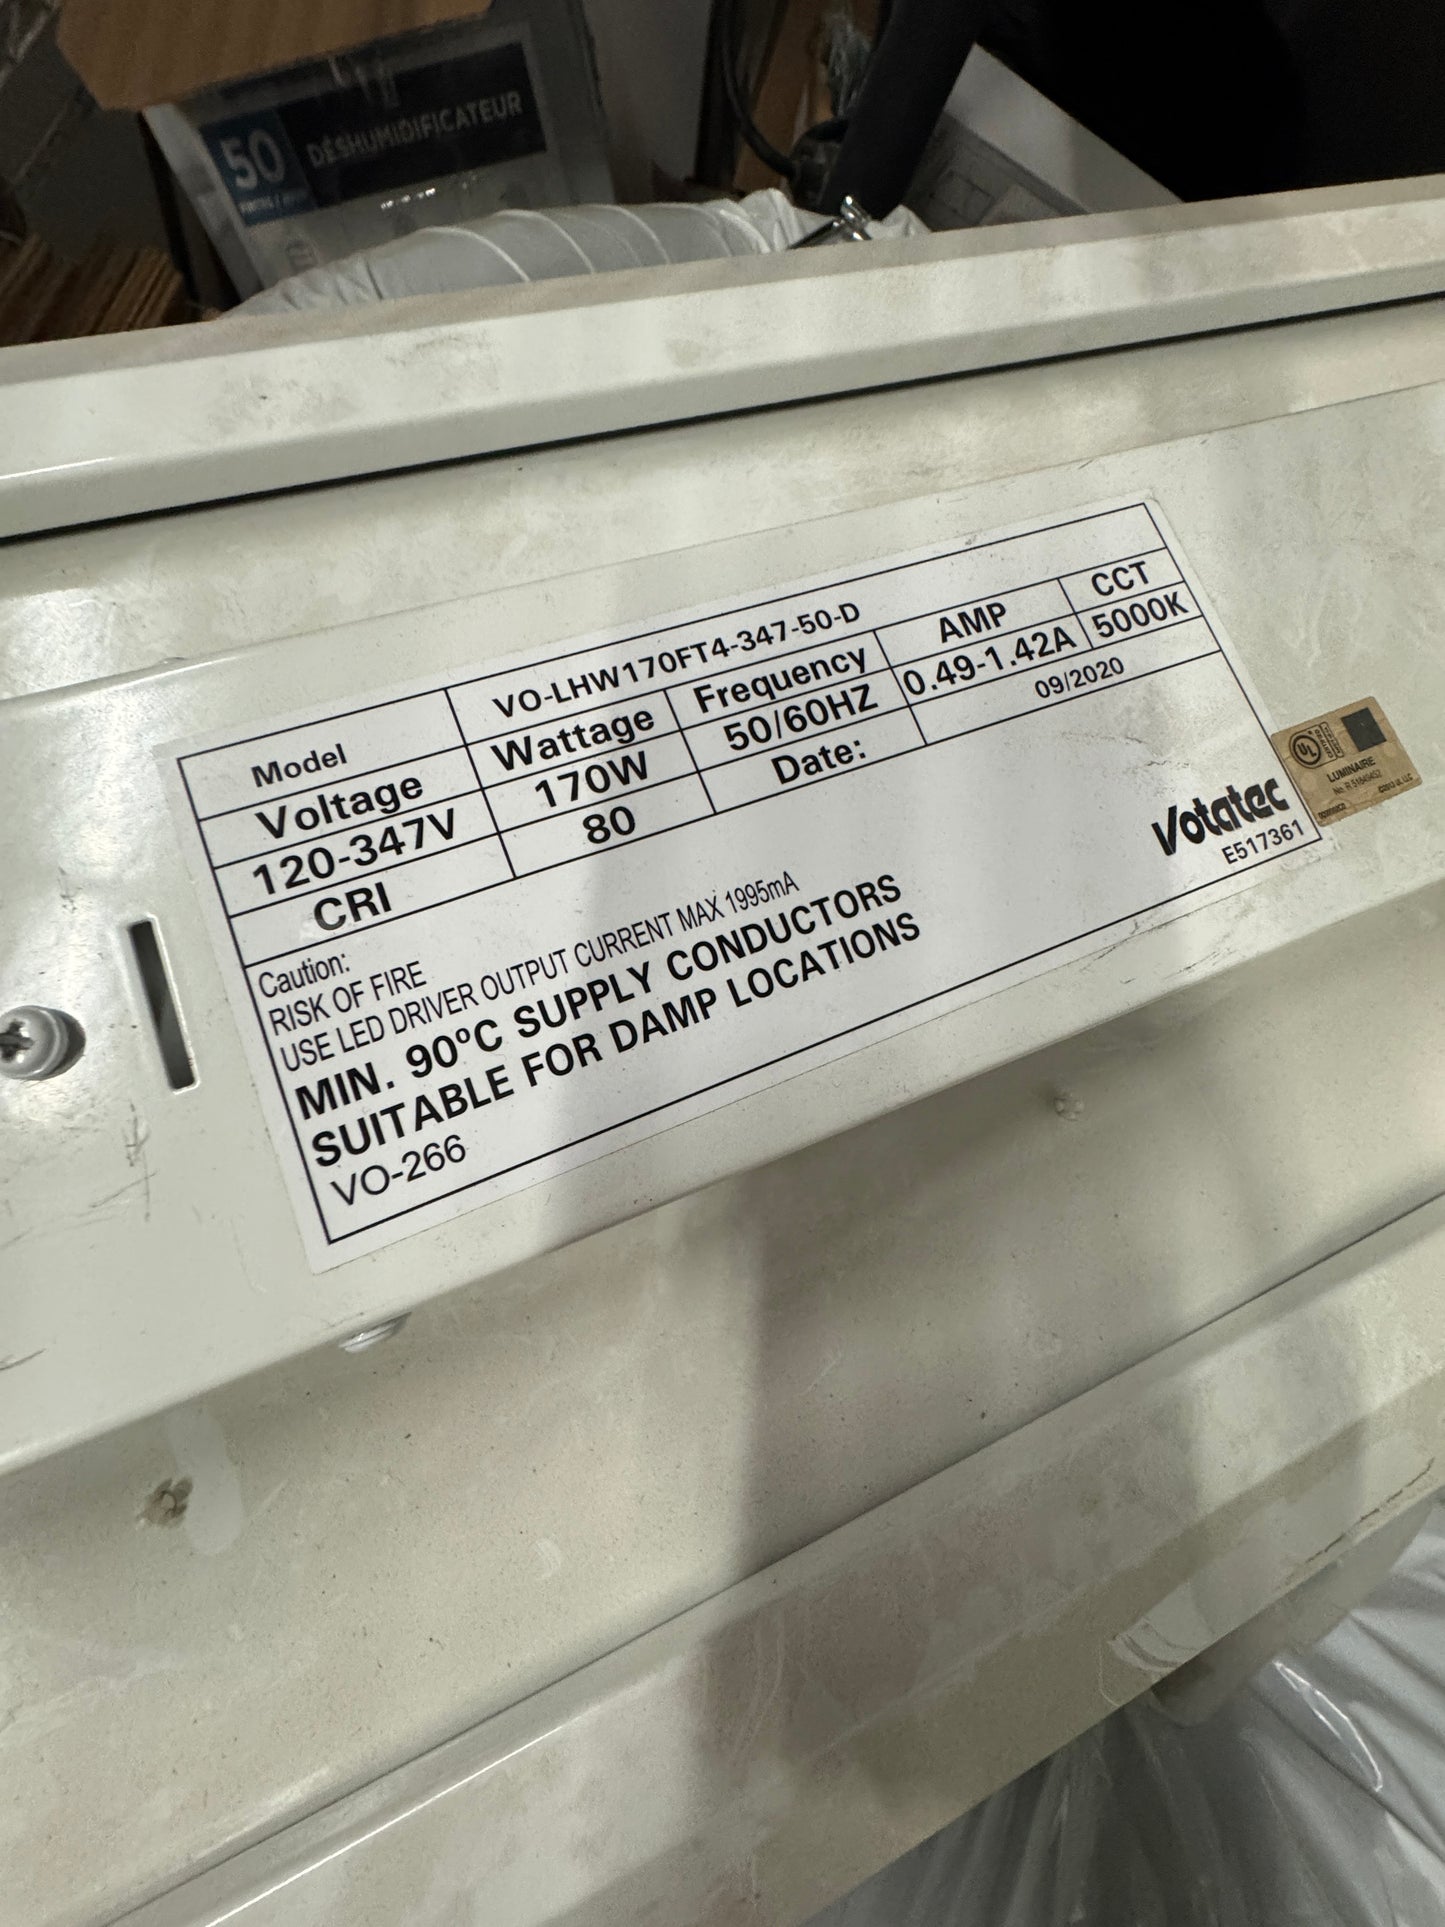 50
DÉSHUMIDIFICATEUR
Model VO-LHW170FT4-347-50-D
Voltage Wattage Frequency AMP CCT
120-347V 170W 50/60HZ 0.49-1.42A 5000K
CRI 80 Date: 09/2020
Caution:
RISK OF FIRE
USE LED DRIVER OUTPUT CURRENT MAX 1995mA
MIN. 90ºC SUPPLY CONDUCTORS
SUITABLE FOR DAMP LOCATIONS
VO-266
Votatec
E517361
UL
LUMINAIRE